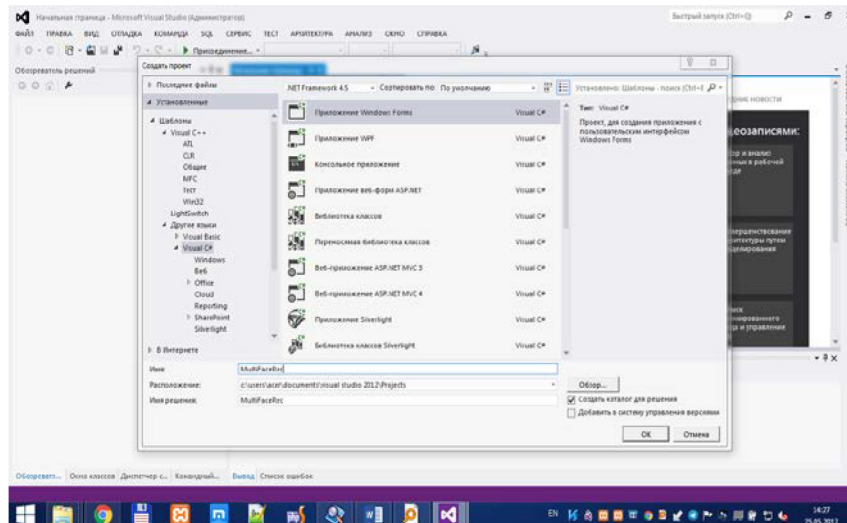 Начальная страница - Microsoft Visual Studio (Администратор)
Быстрый запуск (Ctrl+Q)
ФАЙЛ ПРАВКА ВИД ОТЛАДКА КОМАНДА SQL СЕРВИС ТЕСТ АРХИТЕКТУРА АНАЛИЗ ОКНО СПРАВКА
Присоединение...
Обозреватель решений
Создать проект
Последние файлы
.NET Framework 4.5
Сортировать по: По умолчанию
Установлено: Шаблоны - поиск (Ctrl+E
Установленные
Шаблоны
Visual C++
ATL
CLR
Общие
MFC
Тест
Win32
LightSwitch
Другие языки
Visual Basic
Visual C#
Windows
Веб
Office
Cloud
Reporting
SharePoint
Silverlight
В Интернете
Приложение Windows Forms Visual C#
Приложение WPF Visual C#
Консольное приложение Visual C#
Приложение веб-форм ASP.NET Visual C#
Библиотека классов Visual C#
Переносимая библиотека классов Visual C#
Веб-приложение ASP.NET MVC 3 Visual C#
Веб-приложение ASP.NET MVC 4 Visual C#
Приложение Silverlight Visual C#
Библиотека классов Silverlight Visual C#
Тип: Visual C#
Проект, для создания приложения с
пользовательским интерфейсом
Windows Forms
новости
еозаписями:
Имя: MultiFaceRec
Расположение: c:\users\acer\documents\visual studio 2012\Projects
Обзор...
Имя решения: MultiFaceRec
Создать каталог для решения
Добавить в систему управления версиями
ОК Отмена
Обозревате... Окно классов Диспетчер с... Командный...
Вывод Список ошибок
EN
14:27
25.05.2017